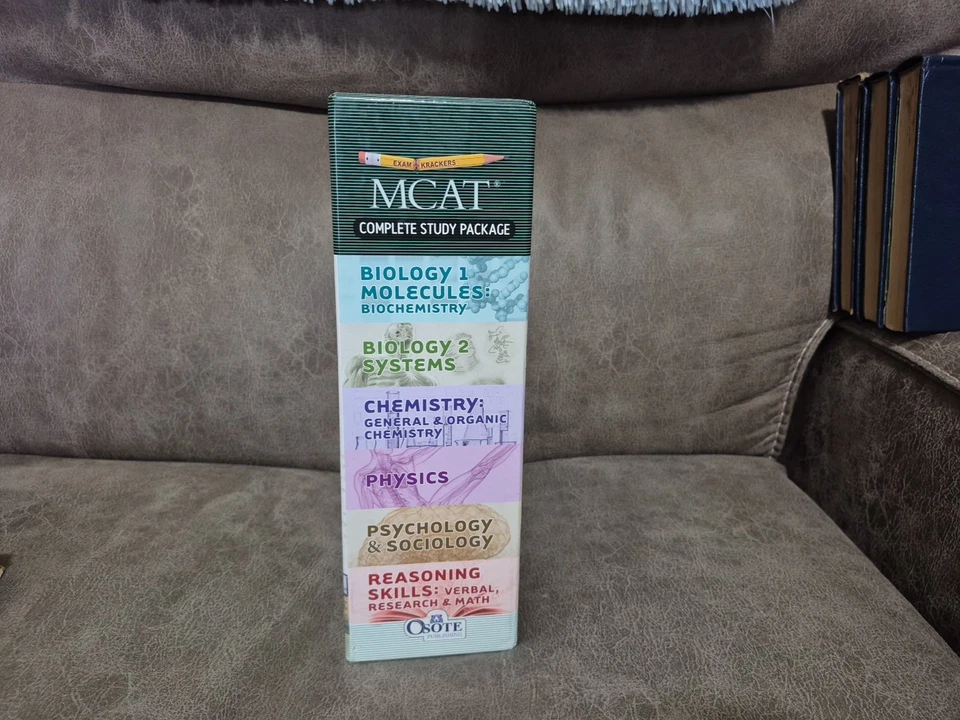 EXAM KRACKERS
MCAT®
COMPLETE STUDY PACKAGE
BIOLOGY 1
MOLECULES:
BIOCHEMISTRY
BIOLOGY 2
SYSTEMS
CHEMISTRY:
GENERAL & ORGANIC
CHEMISTRY
PHYSICS
PSYCHOLOGY
& SOCIOLOGY
REASONING
SKILLS: VERBAL,
RESEARCH & MATH
OSOTE
PUBLISHING